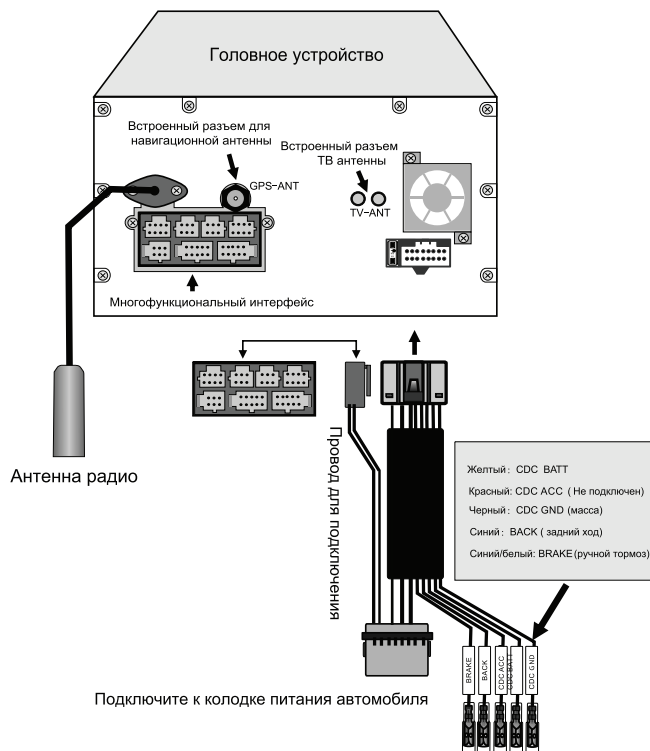 Головное устройство
Встроенный разъем для
навигационной антенны
Встроенный разъем
ТВ антенны
GPS-ANT
TV-ANT
Многофункциональный интерфейс
Антенна радио
Провод для подключения
Желтый: CDC BATT
Красный: CDC ACC ( Не подключен)
Черный: CDC GND (масса)
Синий: BACK ( задний ход)
Синий/белый: BRAKE (ручной тормоз)
BRAKE
BACK
CDC ACC
CDC BATT
CDC GND
Подключите к колодке питания автомобиля